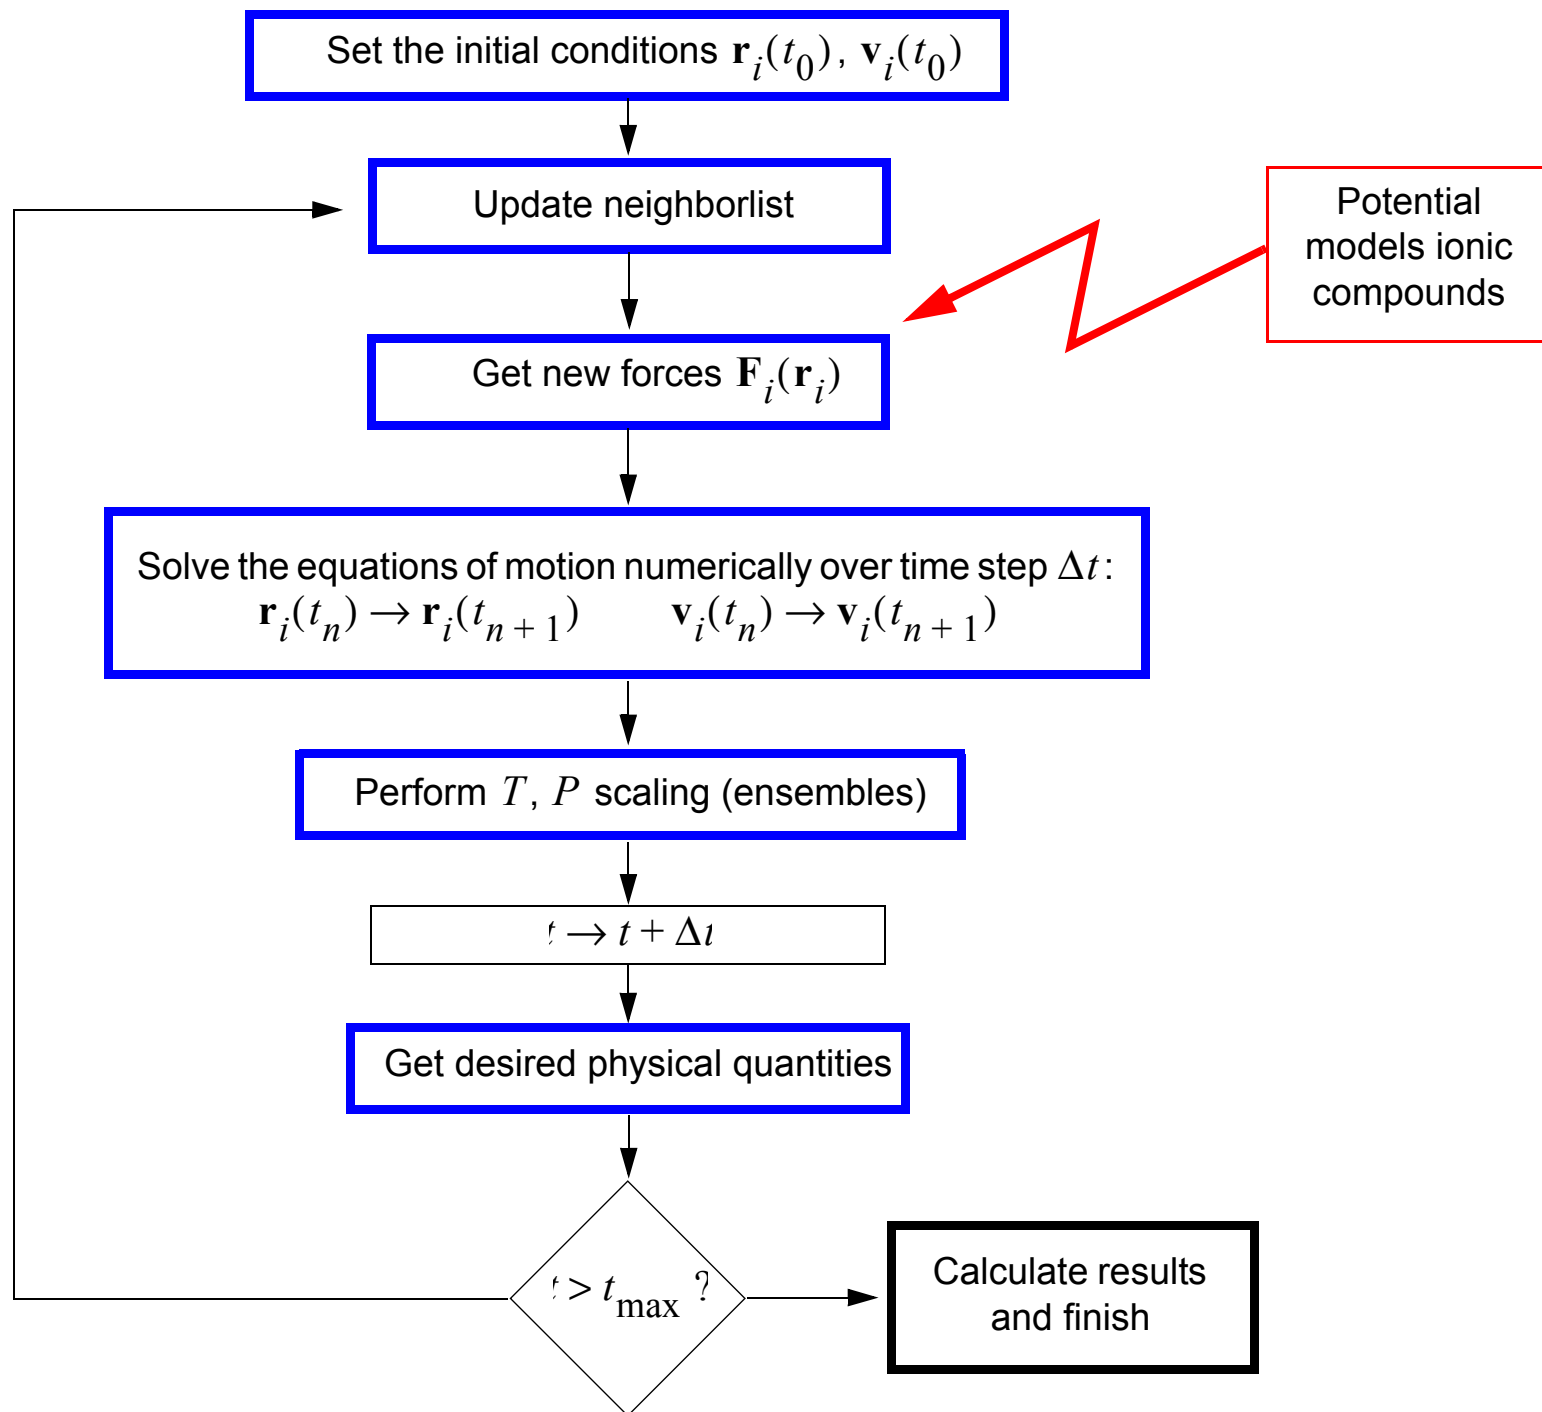 Set the initial conditions r_i(t_0), v_i(t_0)
Update neighborlist
Potential
models ionic
compounds
Get new forces F_i(r_i)
Solve the equations of motion numerically over time step Δt:
r_i(t_n) → r_i(t_{n+1}) v_i(t_n) → v_i(t_{n+1})
Perform T, P scaling (ensembles)
t → t + Δt
Get desired physical quantities
t > t_max ?
Calculate results
and finish